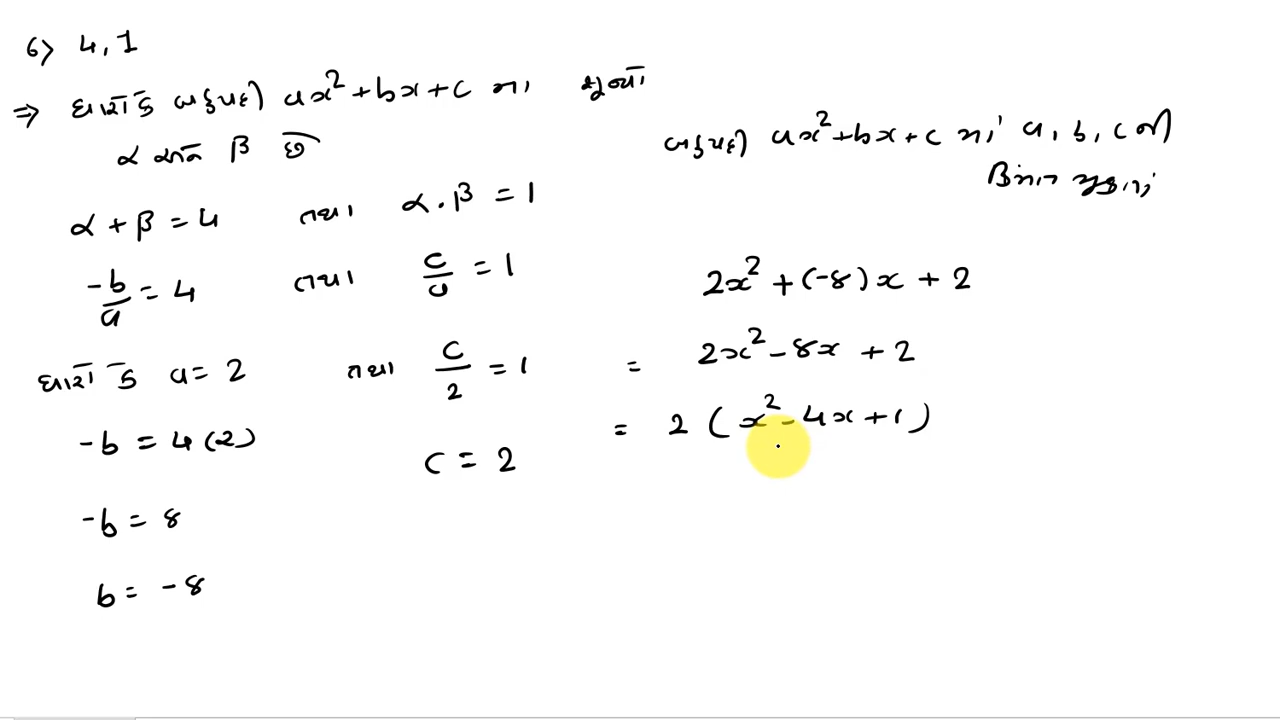 6) 4, 1
⇒ ધારો કે બહુપદી ax² + bx + c ના શૂન્યો
α અને β છે
α + β = 4 તથા α · β = 1
-b/a = 4 તથા c/a = 1
ધારો કે a = 2 તથા c/2 = 1
-b = 4(2) c = 2
-b = 8
b = -8
બહુપદી ax² + bx + c માં a, b, c ની
કિંમત મુકતાં
2x² + (-8)x + 2
= 2x² - 8x + 2
= 2(x² - 4x + 1)